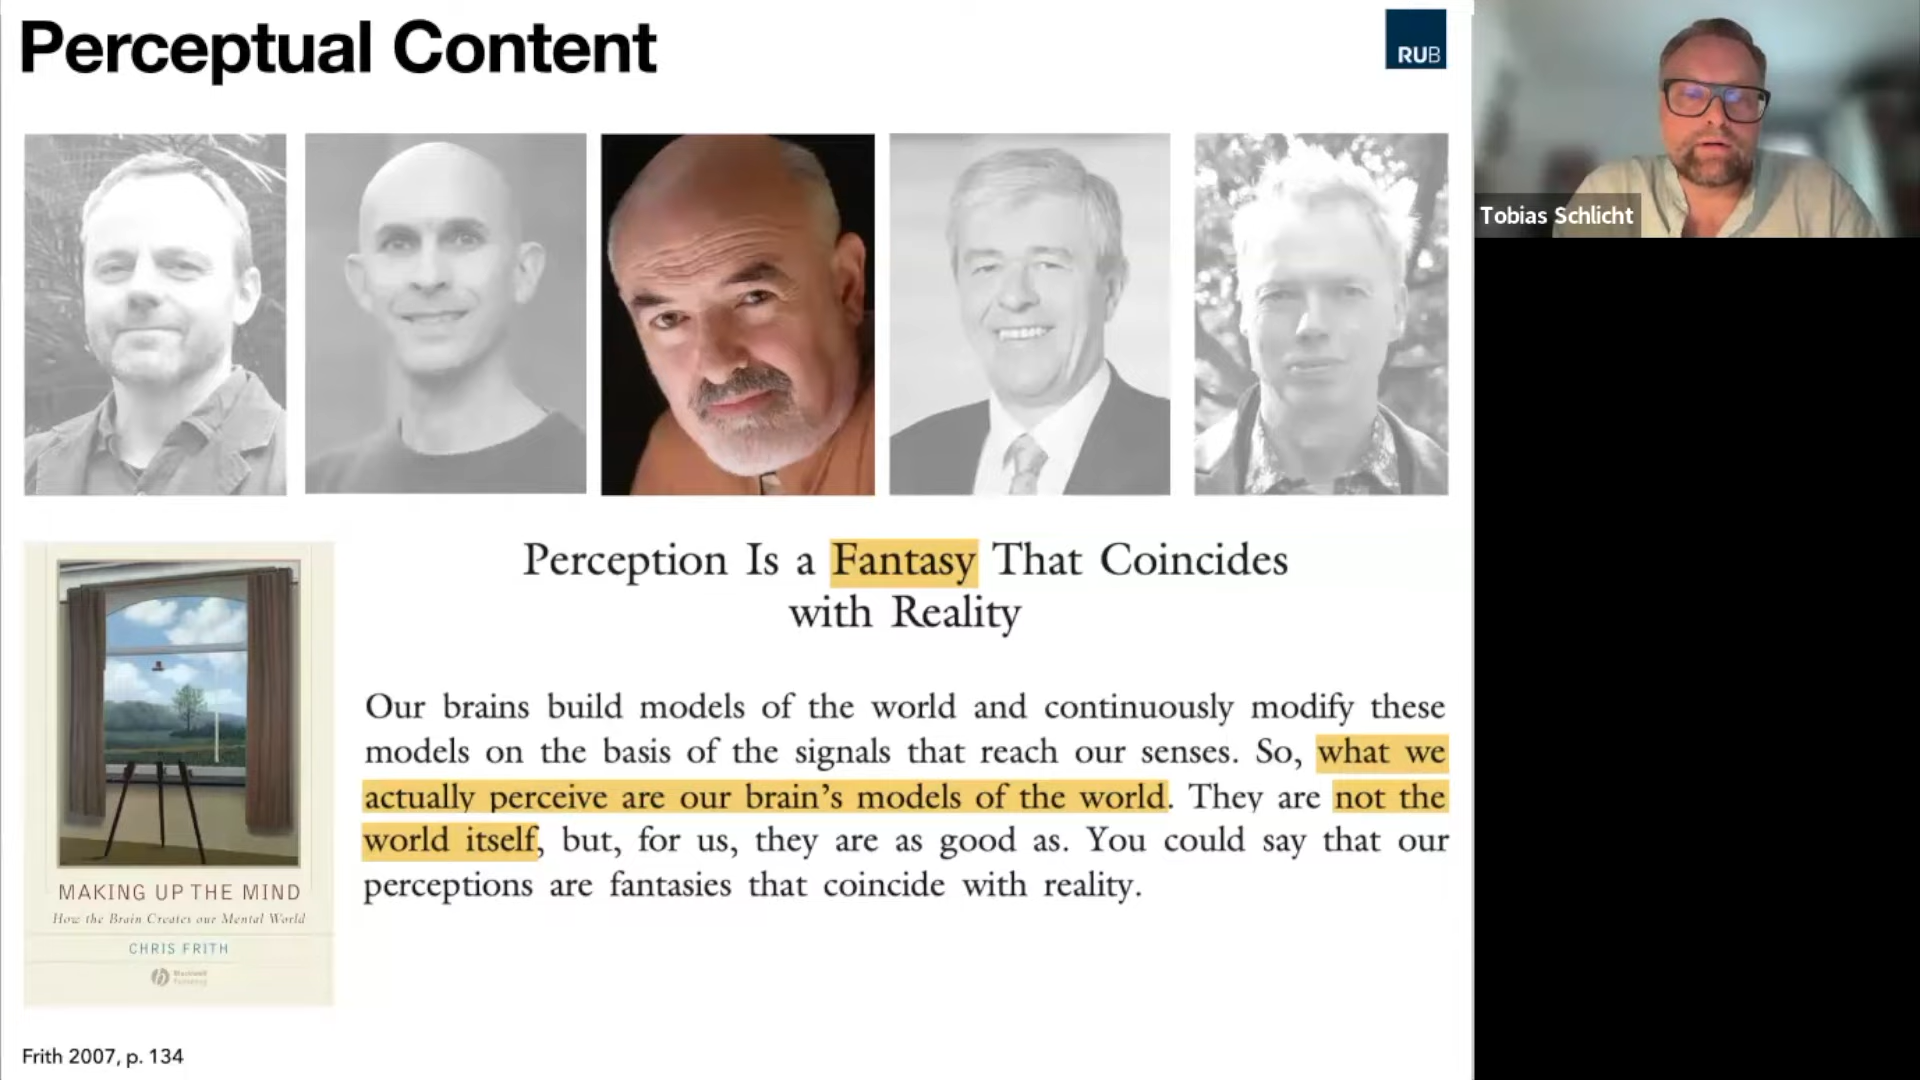 Perceptual Content
RUB
Tobias Schlicht
Perception Is a Fantasy That Coincides
with Reality
Our brains build models of the world and continuously modify these
models on the basis of the signals that reach our senses. So, what we
actually perceive are our brain's models of the world. They are not the
world itself, but, for us, they are as good as. You could say that our
perceptions are fantasies that coincide with reality.
MAKING UP THE MIND
How the Brain Creates our Mental World
CHRIS FRITH
Blackwell
Publishing
Frith 2007, p. 134